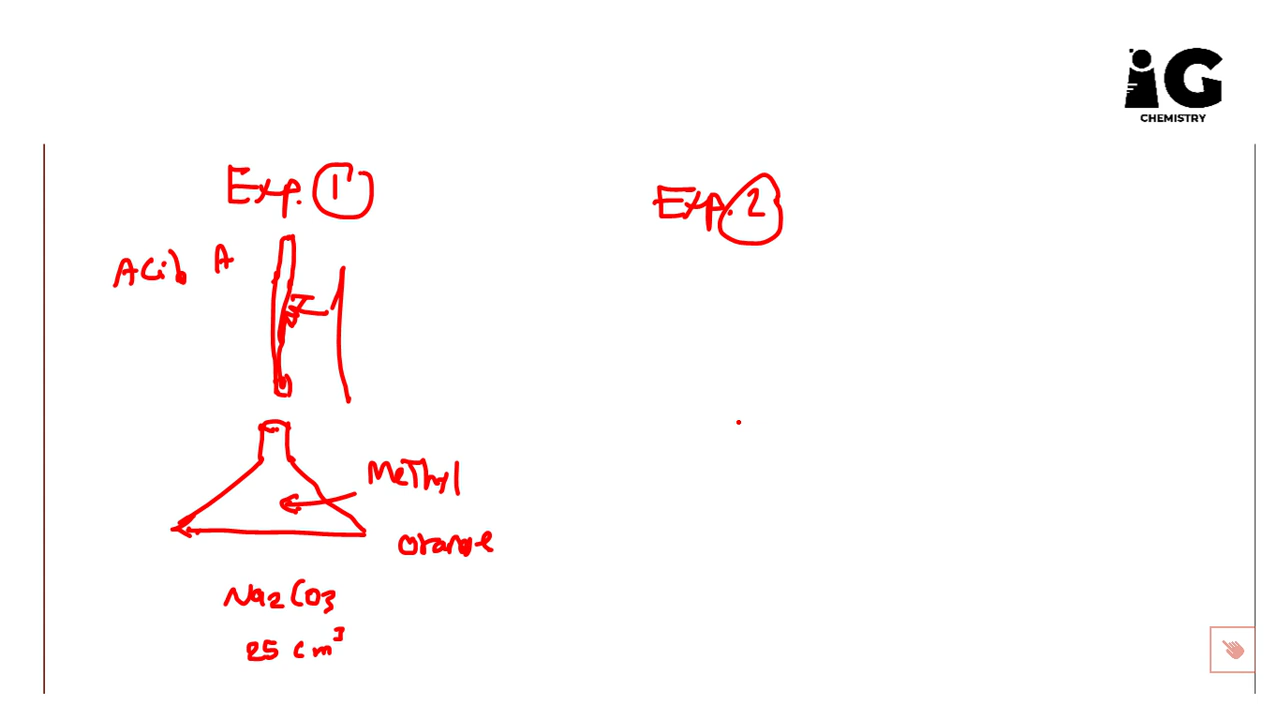 iG
CHEMISTRY
Exp. 1
Exp. 2
Acid A
Methyl
orange
Na2CO3
25 cm3